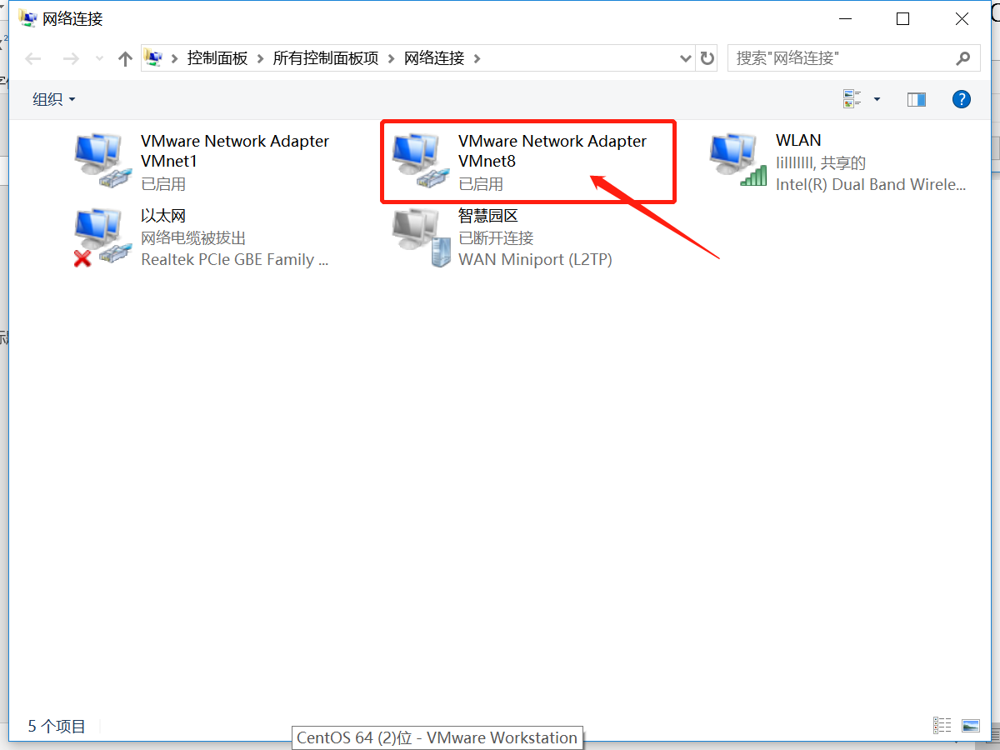 网络连接
控制面板 所有控制面板项 网络连接
搜索"网络连接"
组织
VMware Network Adapter
VMnet1
已启用
VMware Network Adapter
VMnet8
已启用
WLAN
共享的
Intel(R) Dual Band Wirele...
以太网
网络电缆被拔出
Realtek PCIe GBE Family ...
智慧园区
已断开连接
WAN Miniport (L2TP)
5 个项目
CentOS 64 (2)位 - VMware Workstation